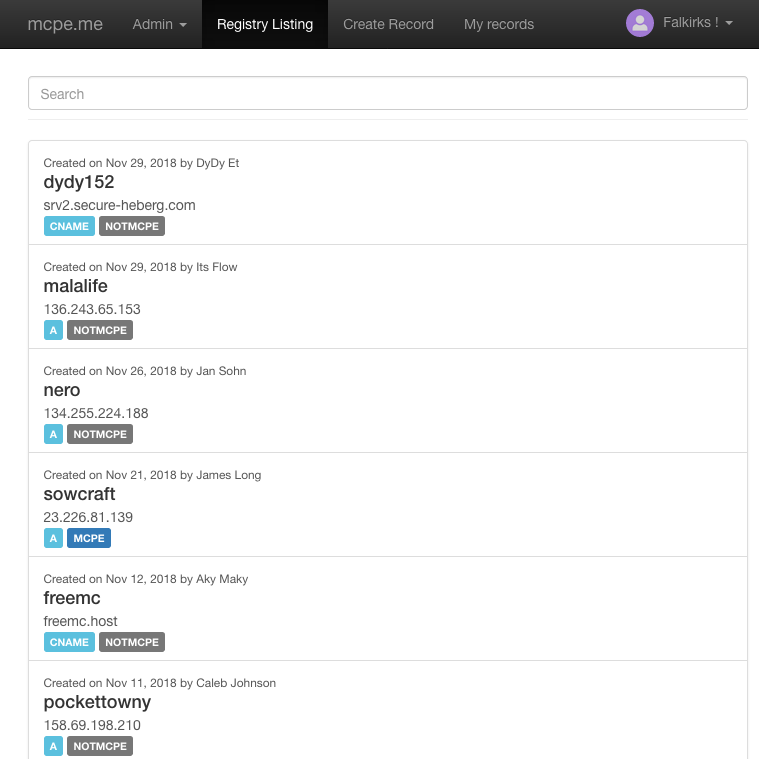 mcpe.me Admin Registry Listing Create Record My records Falkirks !
Search
Created on Nov 29, 2018 by DyDy Et
dydy152
srv2.secure-heberg.com
CNAME NOTMCPE
Created on Nov 29, 2018 by Its Flow
malalife
136.243.65.153
A NOTMCPE
Created on Nov 26, 2018 by Jan Sohn
nero
134.255.224.188
A NOTMCPE
Created on Nov 21, 2018 by James Long
sowcraft
23.226.81.139
A MCPE
Created on Nov 12, 2018 by Aky Maky
freemc
freemc.host
CNAME NOTMCPE
Created on Nov 11, 2018 by Caleb Johnson
pockettowny
158.69.198.210
A NOTMCPE